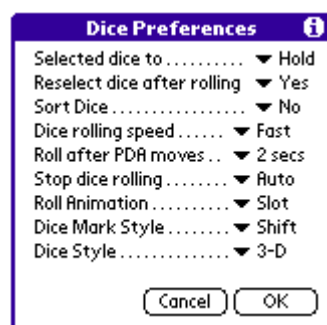 Dice Preferences i
Selected dice to .......... Hold
Reselect dice after rolling Yes
Sort Dice ................. No
Dice rolling speed ...... Fast
Roll after PDA moves .. 2 secs
Stop dice rolling ........ Auto
Roll Animation ......... Slot
Dice Mark Style ........ Shift
Dice Style ............... 3-D
Cancel OK